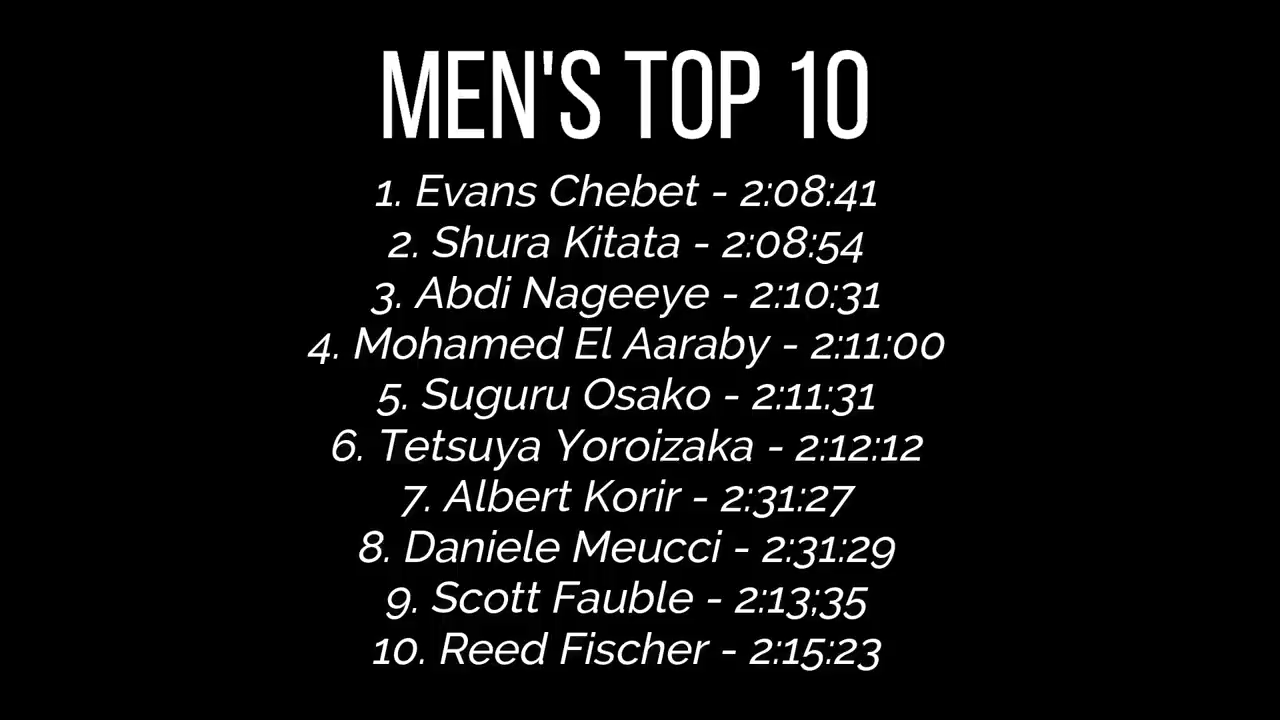 MEN'S TOP 10
1. Evans Chebet - 2:08:41
2. Shura Kitata - 2:08:54
3. Abdi Nageeye - 2:10:31
4. Mohamed El Aaraby - 2:11:00
5. Suguru Osako - 2:11:31
6. Tetsuya Yoroizaka - 2:12:12
7. Albert Korir - 2:31:27
8. Daniele Meucci - 2:31:29
9. Scott Fauble - 2:13;35
10. Reed Fischer - 2:15:23